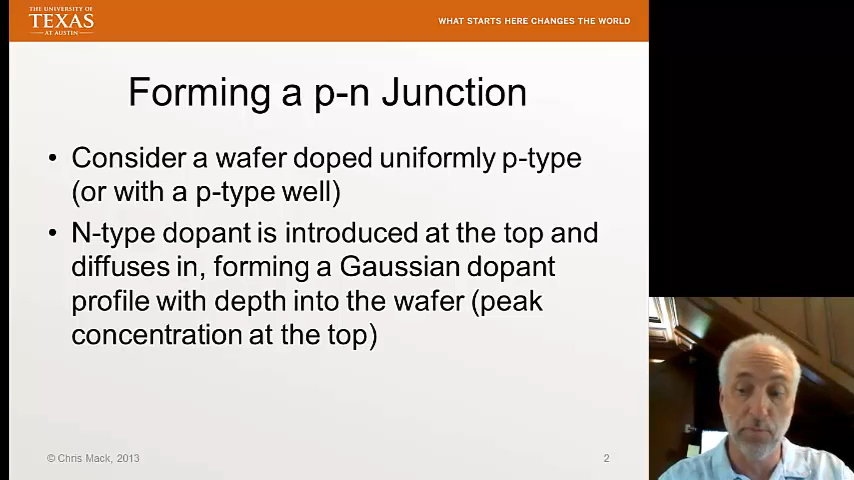 THE UNIVERSITY OF
TEXAS
AT AUSTIN
WHAT STARTS HERE CHANGES THE WORLD
Forming a p-n Junction
• Consider a wafer doped uniformly p-type
(or with a p-type well)
• N-type dopant is introduced at the top and
diffuses in, forming a Gaussian dopant
profile with depth into the wafer (peak
concentration at the top)
© Chris Mack, 2013
2